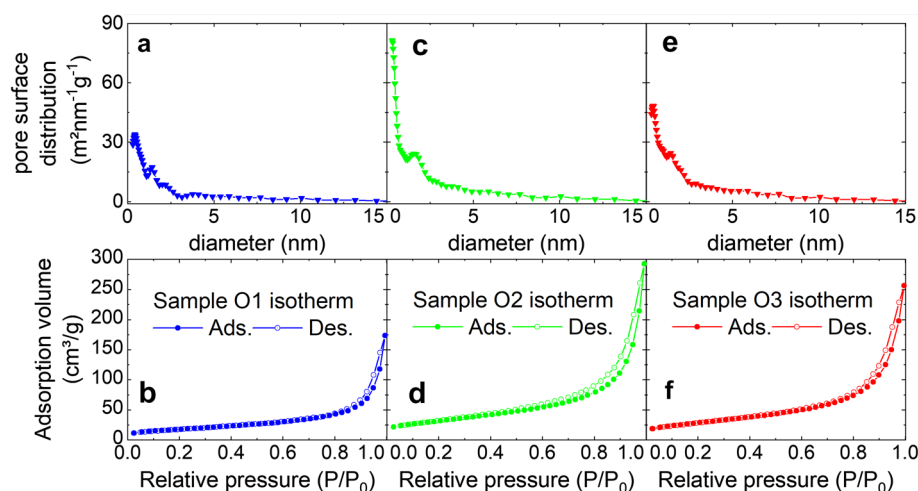 a
c
e
pore surface
distribution
(m²nm⁻¹g⁻¹)
90
60
30
0
0 5 10 15
0 5 10 15
0 5 10 15
diameter (nm)
diameter (nm)
diameter (nm)
Adsorption volume
(cm³/g)
300
250
200
150
100
50
0
Sample O1 isotherm
Ads. Des.
b
Sample O2 isotherm
Ads. Des.
d
Sample O3 isotherm
Ads. Des.
f
0.0 0.2 0.4 0.6 0.8 1.0
0.0 0.2 0.4 0.6 0.8 1.0
0.0 0.2 0.4 0.6 0.8 1.0
Relative pressure (P/P₀)
Relative pressure (P/P₀)
Relative pressure (P/P₀)